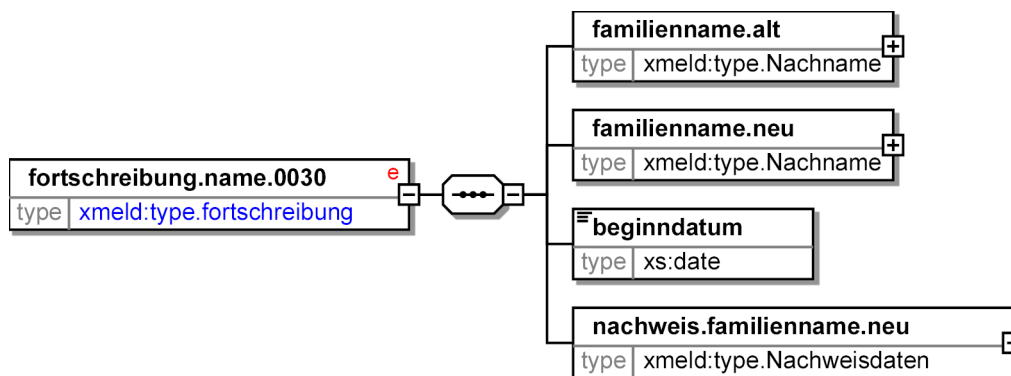 familienname.alt
type xmeld:type.Nachname
familienname.neu
type xmeld:type.Nachname
fortschreibung.name.0030 e
type xmeld:type.fortschreibung
beginndatum
type xs:date
nachweis.familienname.neu
type xmeld:type.Nachweisdaten